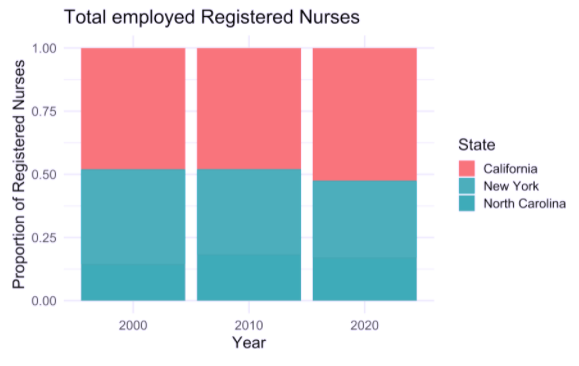 Total employed Registered Nurses
Proportion of Registered Nurses
1.00
0.75
0.50
0.25
0.00
2000 2010 2020
Year
State
California
New York
North Carolina